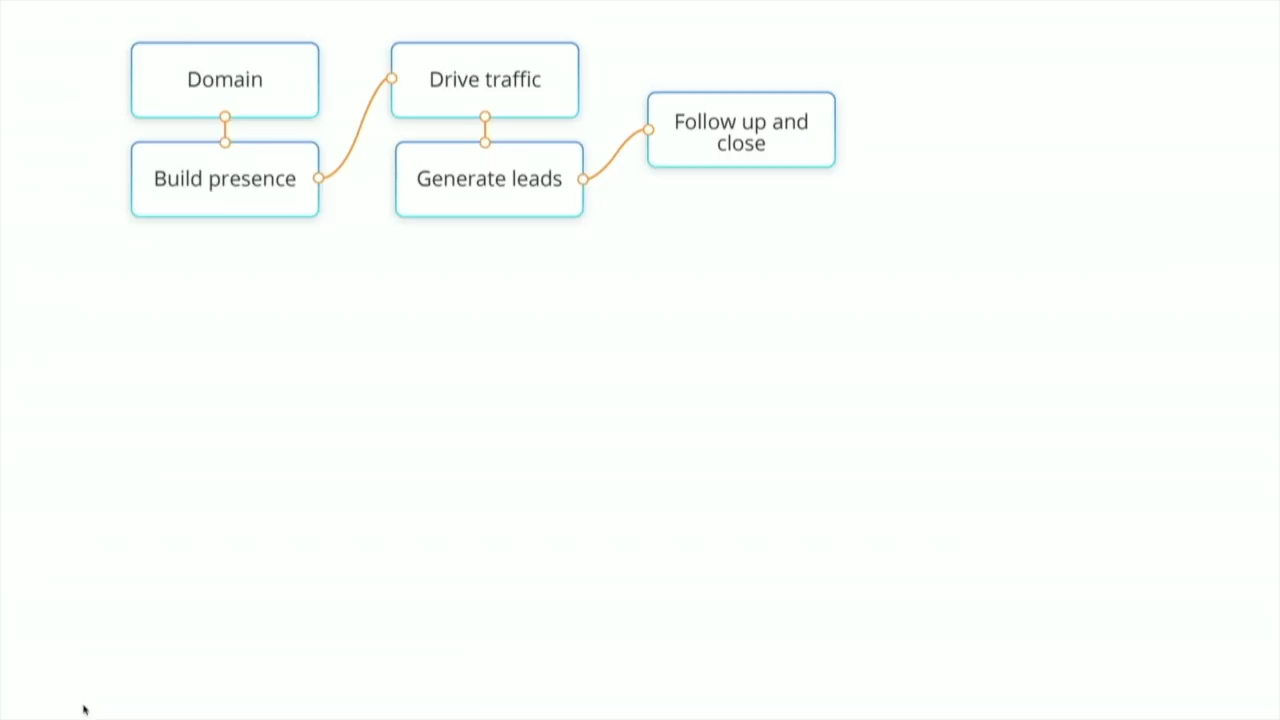 Domain
Build presence
Drive traffic
Generate leads
Follow up and
close